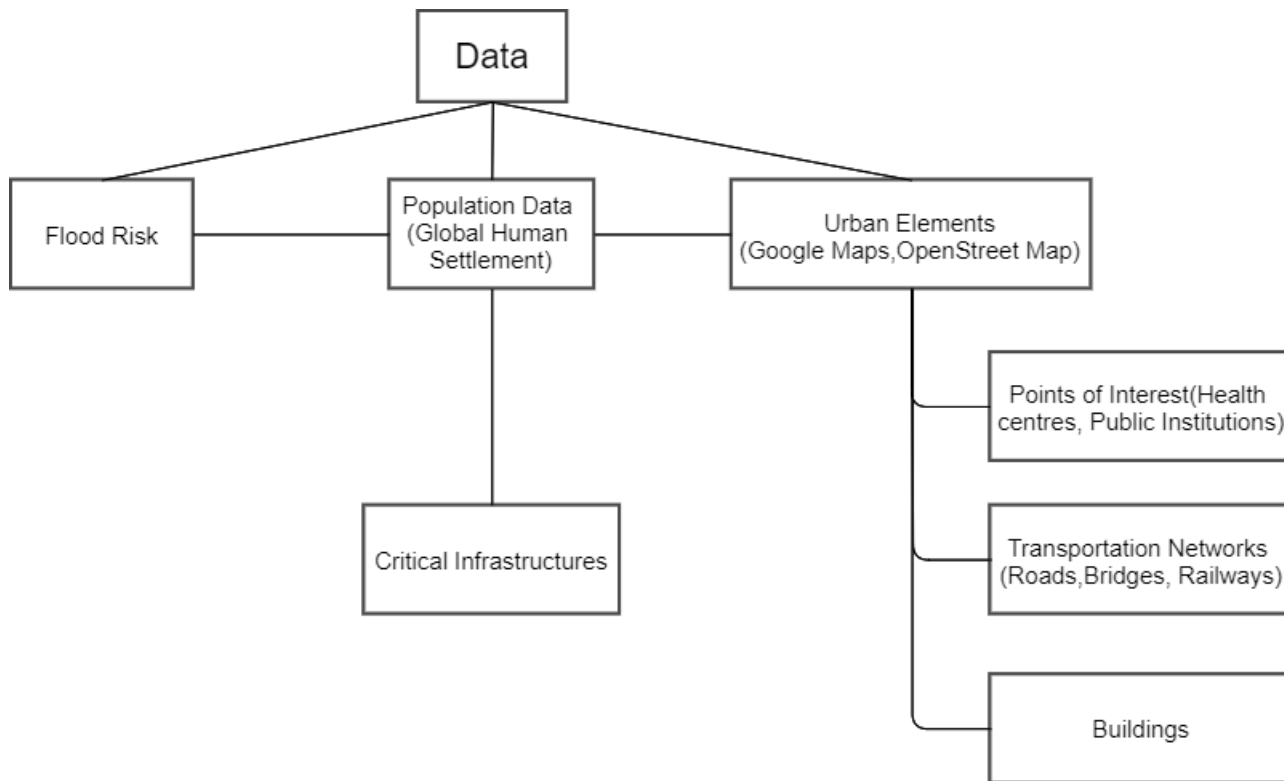 Data
Flood Risk
Population Data
(Global Human
Settlement)
Urban Elements
(Google Maps,OpenStreet Map)
Points of Interest(Health
centres, Public Institutions)
Transportation Networks
(Roads,Bridges, Railways)
Critical Infrastructures
Buildings